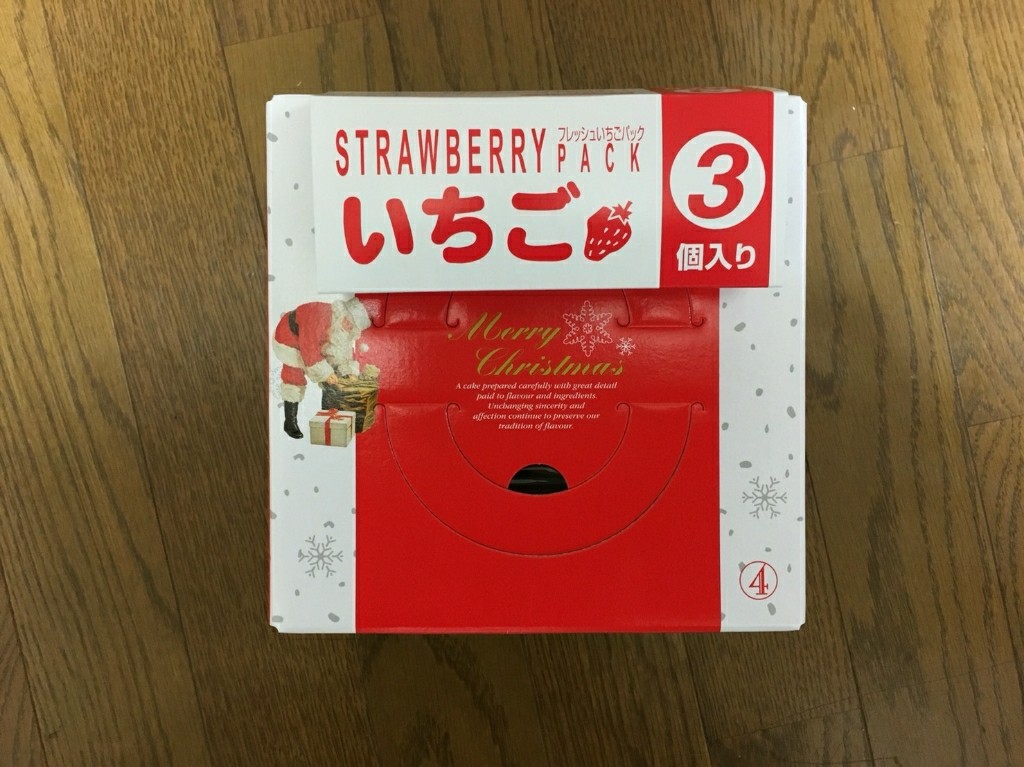 STRAWBERRY フレッシュいちごパック
PACK
いちご
3
個入り
Merry
Christmas
A cake prepared carefully with great detail
paid to flavour and ingredients.
Unchanging sincerity and
affection continue to preserve our
tradition of flavour.
4